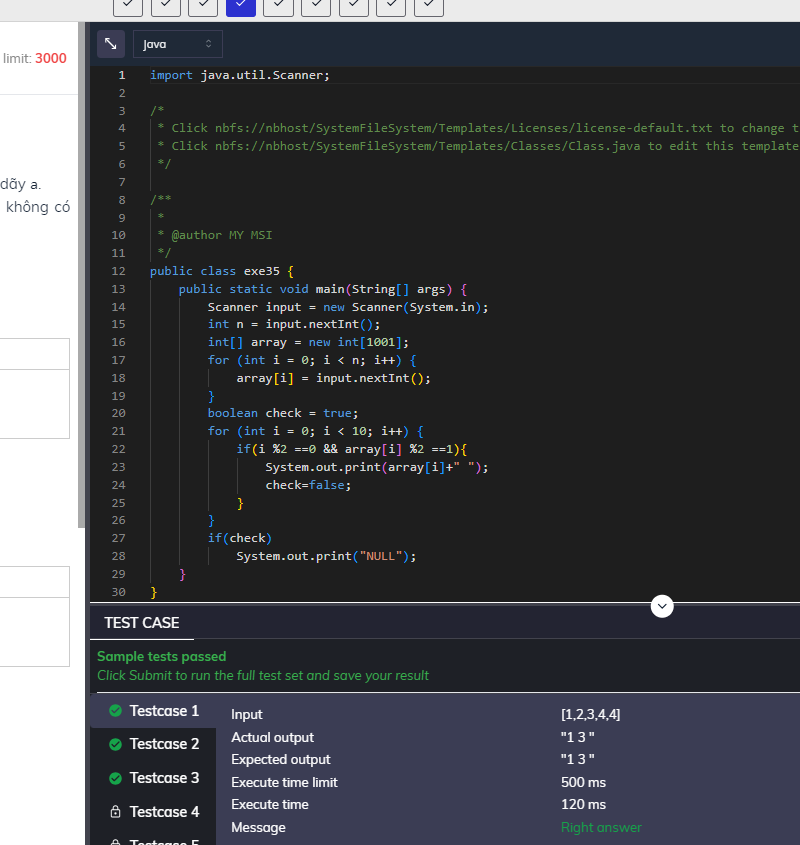 limit: 3000
dãy a.
không có
Java
1 import java.util.Scanner;
2
3 /*
4  * Click nbfs://nbhost/SystemFileSystem/Templates/Licenses/license-default.txt to change t
5  * Click nbfs://nbhost/SystemFileSystem/Templates/Classes/Class.java to edit this template
6  */
7
8 /**
9  *
10  * @author MY MSI
11  */
12 public class exe35 {
13     public static void main(String[] args) {
14         Scanner input = new Scanner(System.in);
15         int n = input.nextInt();
16         int[] array = new int[1001];
17         for (int i = 0; i < n; i++) {
18             array[i] = input.nextInt();
19         }
20         boolean check = true;
21         for (int i = 0; i < 10; i++) {
22             if(i %2 ==0 && array[i] %2 ==1){
23                 System.out.print(array[i]+" ");
24                 check=false;
25             }
26         }
27         if(check)
28             System.out.print("NULL");
29     }
30 }
TEST CASE
Sample tests passed
Click Submit to run the full test set and save your result
Testcase 1
Testcase 2
Testcase 3
Testcase 4
Testcase 5
Input [1,2,3,4,4]
Actual output "1 3 "
Expected output "1 3 "
Execute time limit 500 ms
Execute time 120 ms
Message Right answer